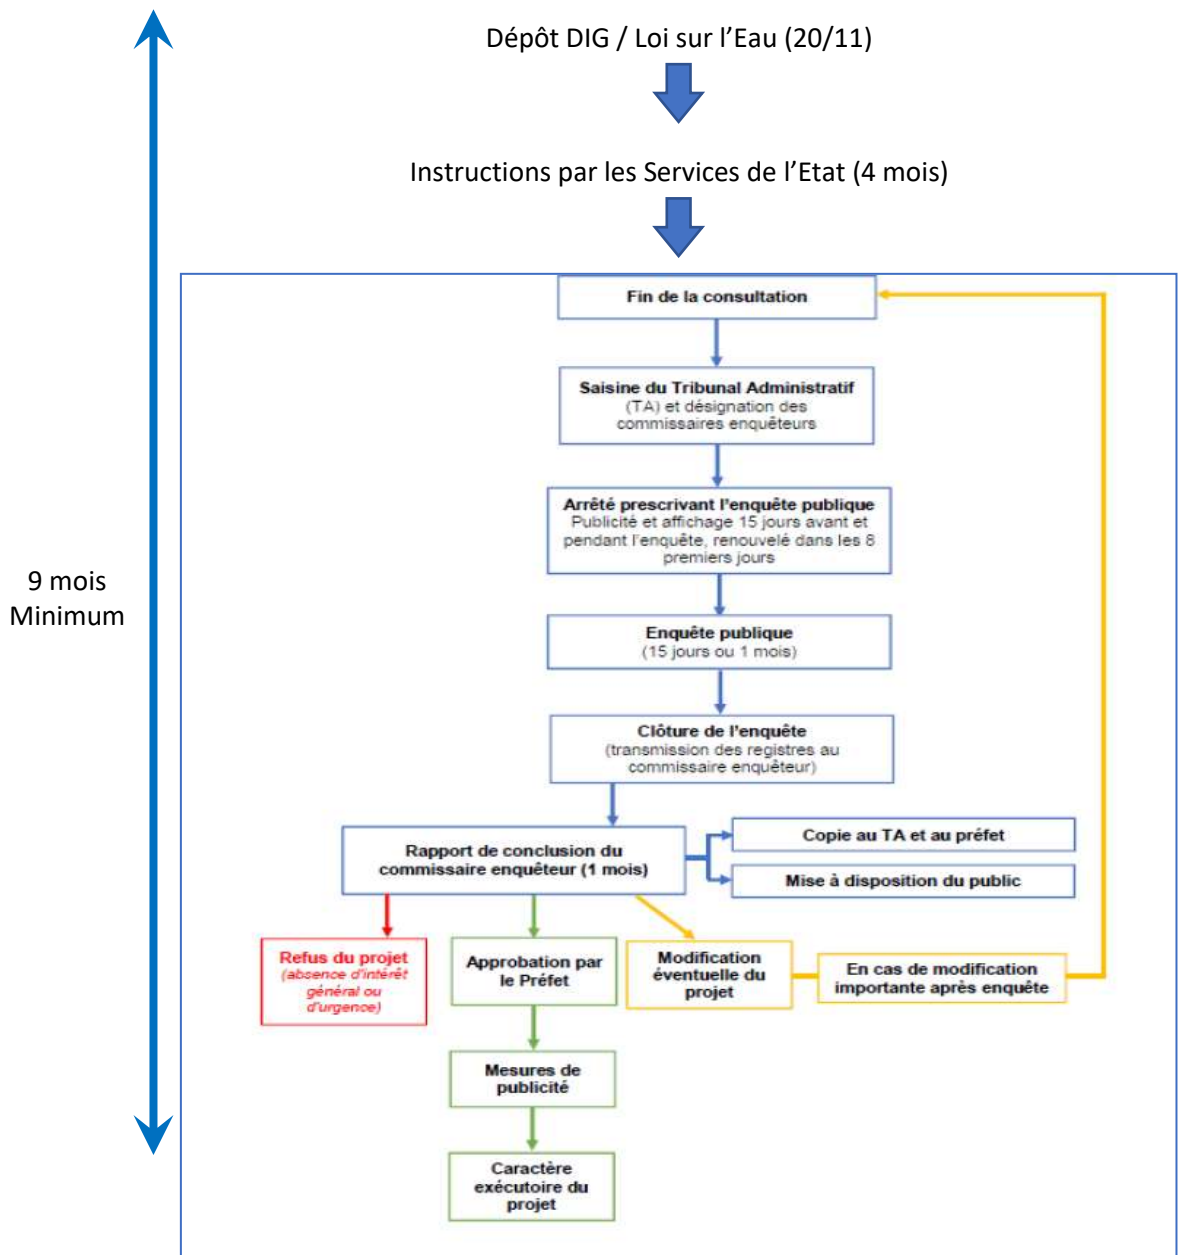 Dépôt DIG / Loi sur l’Eau (20/11)
Instructions par les Services de l’Etat (4 mois)
9 mois
Minimum
Fin de la consultation
Saisine du Tribunal Administratif
(TA) et désignation des
commissaires enquêteurs
Arrêté prescrivant l’enquête publique
Publicité et affichage 15 jours avant et
pendant l’enquête, renouvelé dans les 8
premiers jours
Enquête publique
(15 jours ou 1 mois)
Clôture de l’enquête
(transmission des registres au
commissaire enquêteur)
Rapport de conclusion du
commissaire enquêteur (1 mois)
Copie au TA et au préfet
Mise à disposition du public
Refus du projet
(absence d’intérêt
général ou
d’urgence)
Approbation par
le Préfet
Modification
éventuelle du
projet
En cas de modification
importante après enquête
Mesures de
publicité
Caractère
exécutoire du
projet